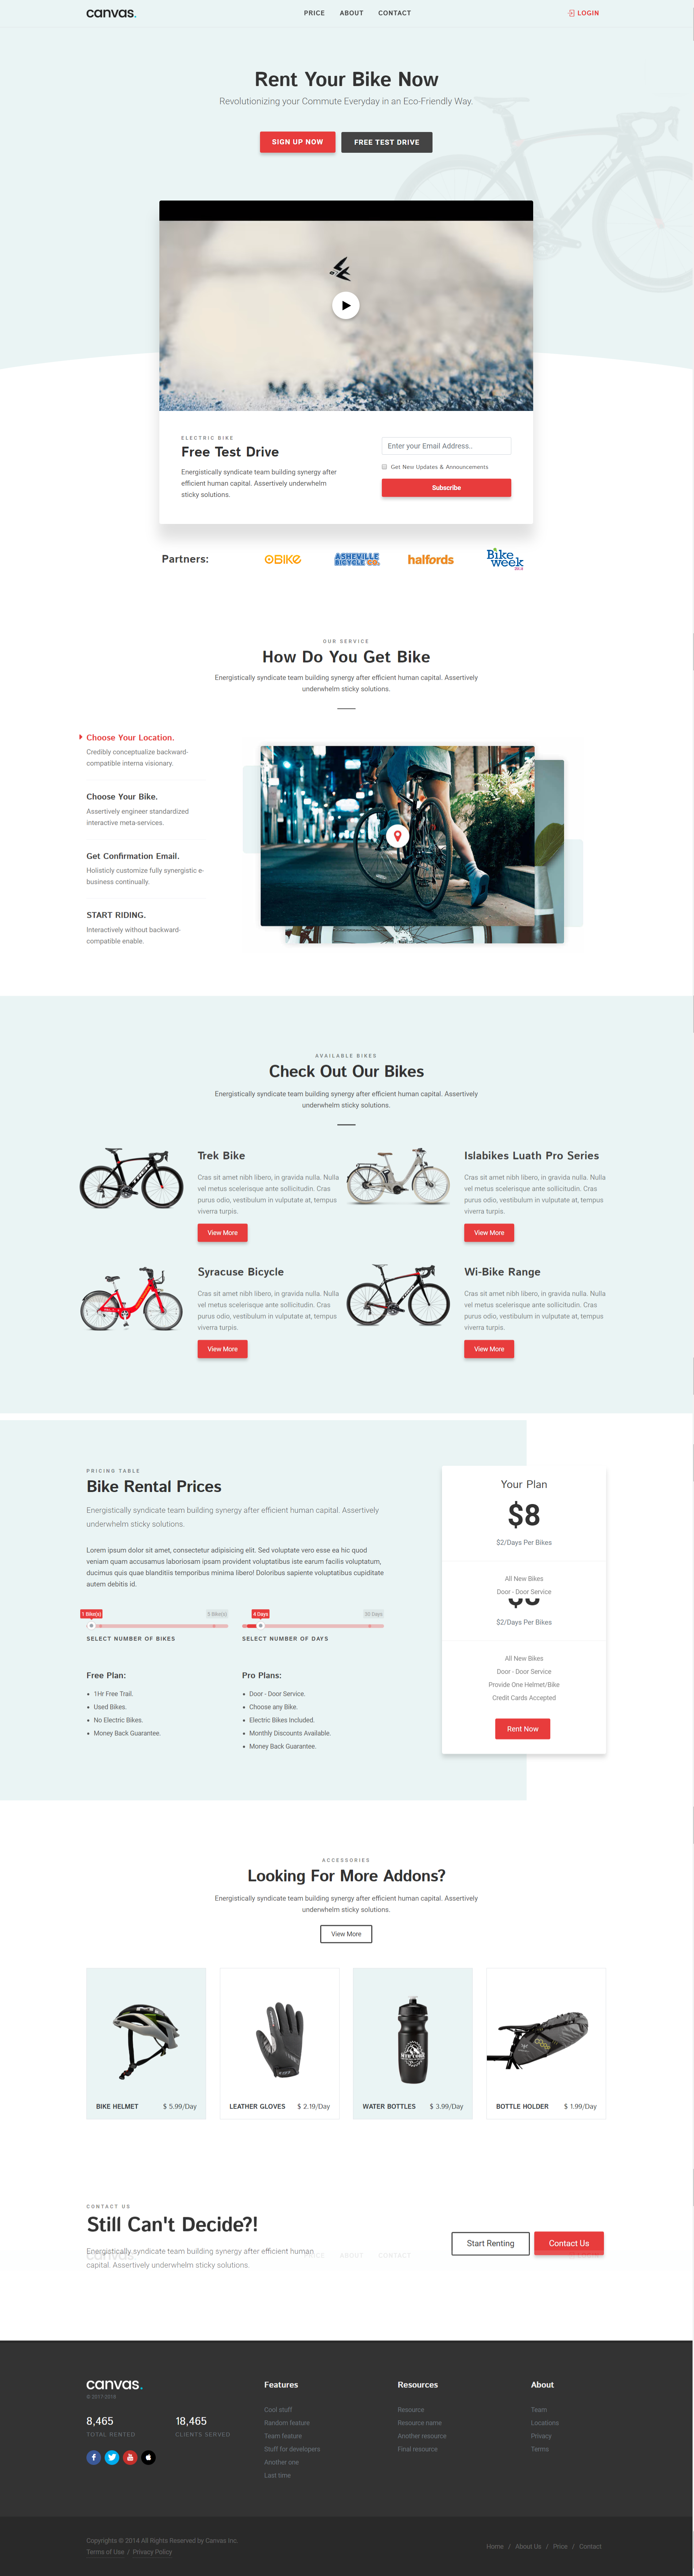 canvas.
PRICE ABOUT CONTACT
LOGIN
Rent Your Bike Now
Revolutionizing your Commute Everyday in an Eco-Friendly Way.
SIGN UP NOW
FREE TEST DRIVE
TREK
ELECTRIC BIKE
Free Test Drive
Energistically syndicate team building synergy after
efficient human capital. Assertively underwhelm
sticky solutions.
Enter your Email Address..
Get New Updates & Announcements
Subscribe
Partners:
OBIKE
ASHEVILLE
BICYCLE CO.
halfords
Bike
week
OUR SERVICE
How Do You Get Bike
Energistically syndicate team building synergy after efficient human capital. Assertively
underwhelm sticky solutions.
Choose Your Location.
Credibly conceptualize backward-
compatible interna visionary.
Choose Your Bike.
Assertively engineer standardized
interactive meta-services.
Get Confirmation Email.
Holisticly customize fully synergistic e-
business continually.
START RIDING.
Interactively without backward-
compatible enable.
AVAILABLE BIKES
Check Out Our Bikes
Energistically syndicate team building synergy after efficient human capital. Assertively
underwhelm sticky solutions.
TREK
Trek Bike
Cras sit amet nibh libero, in gravida nulla. Nulla
vel metus scelerisque ante sollicitudin. Cras
purus odio, vestibulum in vulputate at, tempus
viverra turpis.
View More
Islabikes Luath Pro Series
Cras sit amet nibh libero, in gravida nulla. Nulla
vel metus scelerisque ante sollicitudin. Cras
purus odio, vestibulum in vulputate at, tempus
viverra turpis.
View More
Syracuse Bicycle
Cras sit amet nibh libero, in gravida nulla. Nulla
vel metus scelerisque ante sollicitudin. Cras
purus odio, vestibulum in vulputate at, tempus
viverra turpis.
View More
Wi-Bike Range
Cras sit amet nibh libero, in gravida nulla. Nulla
vel metus scelerisque ante sollicitudin. Cras
purus odio, vestibulum in vulputate at, tempus
viverra turpis.
View More
PRICING TABLE
Bike Rental Prices
Energistically syndicate team building synergy after efficient human capital. Assertively
underwhelm sticky solutions.
Lorem ipsum dolor sit amet, consectetur adipisicing elit. Sed voluptate vero esse ea hic quod
veniam quam accusamus laboriosam ipsam provident voluptatibus iste earum facilis voluptatum,
ducimus quis quae blanditiis temporibus minima libero! Doloribus sapiente voluptatibus cupiditate
autem debitis id.
1 Bike(s)
5 Bike(s)
4 Days
30 Days
SELECT NUMBER OF BIKES
SELECT NUMBER OF DAYS
Free Plan:
1Hr Free Trail.
Used Bikes.
No Electric Bikes.
Money Back Guarantee.
Pro Plans:
Door - Door Service.
Choose any Bike.
Electric Bikes Included.
Monthly Discounts Available.
Money Back Guarantee.
Your Plan
$8
$2/Days Per Bikes
All New Bikes
Door - Door Service
$2/Days Per Bikes
All New Bikes
Door - Door Service
Provide One Helmet/Bike
Credit Cards Accepted
Rent Now
ACCESSORIES
Looking For More Addons?
Energistically syndicate team building synergy after efficient human capital. Assertively
underwhelm sticky solutions.
View More
BIKE HELMET $ 5.99/Day
LEATHER GLOVES $ 2.19/Day
WATER BOTTLES $ 3.99/Day
BOTTLE HOLDER $ 1.99/Day
CONTACT US
Still Can't Decide?!
Energistically syndicate team building synergy after efficient human
capital. Assertively underwhelm sticky solutions.
canvas.
PRICE ABOUT CONTACT
Start Renting
Contact Us
canvas.
© 2017-2018
8,465
TOTAL RENTED
18,465
CLIENTS SERVED
Features
Cool stuff
Random feature
Team feature
Stuff for developers
Another one
Last time
Resources
Resource
Resource name
Another resource
Final resource
About
Team
Locations
Privacy
Terms
Copyrights © 2014 All Rights Reserved by Canvas Inc.
Terms of Use / Privacy Policy
Home / About Us / Price / Contact